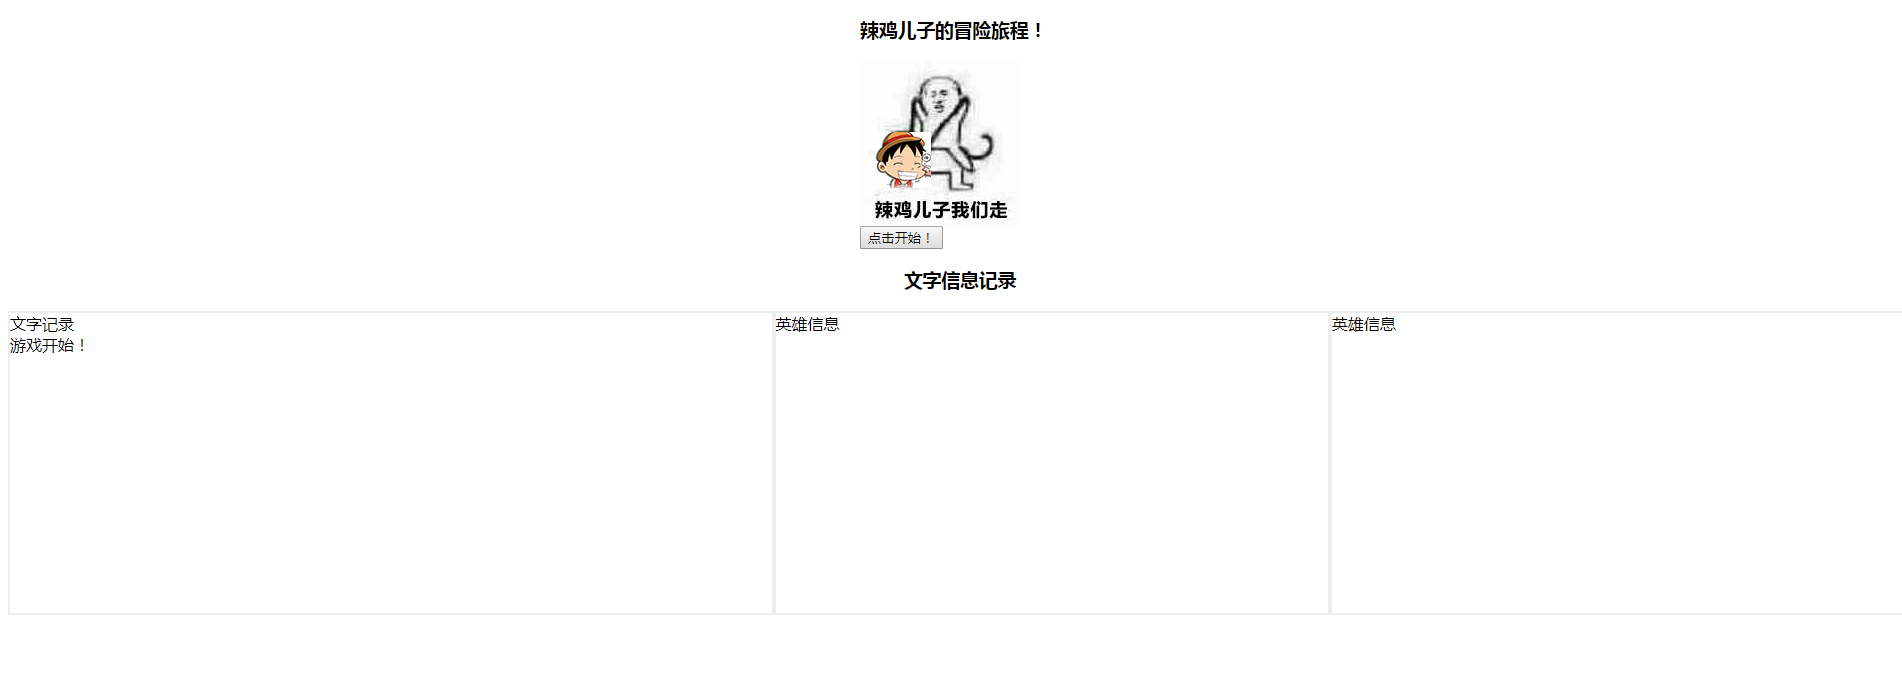 辣鸡儿子的冒险旅程！
辣鸡儿子我们走
点击开始！
文字信息记录
文字记录
游戏开始！
英雄信息
英雄信息